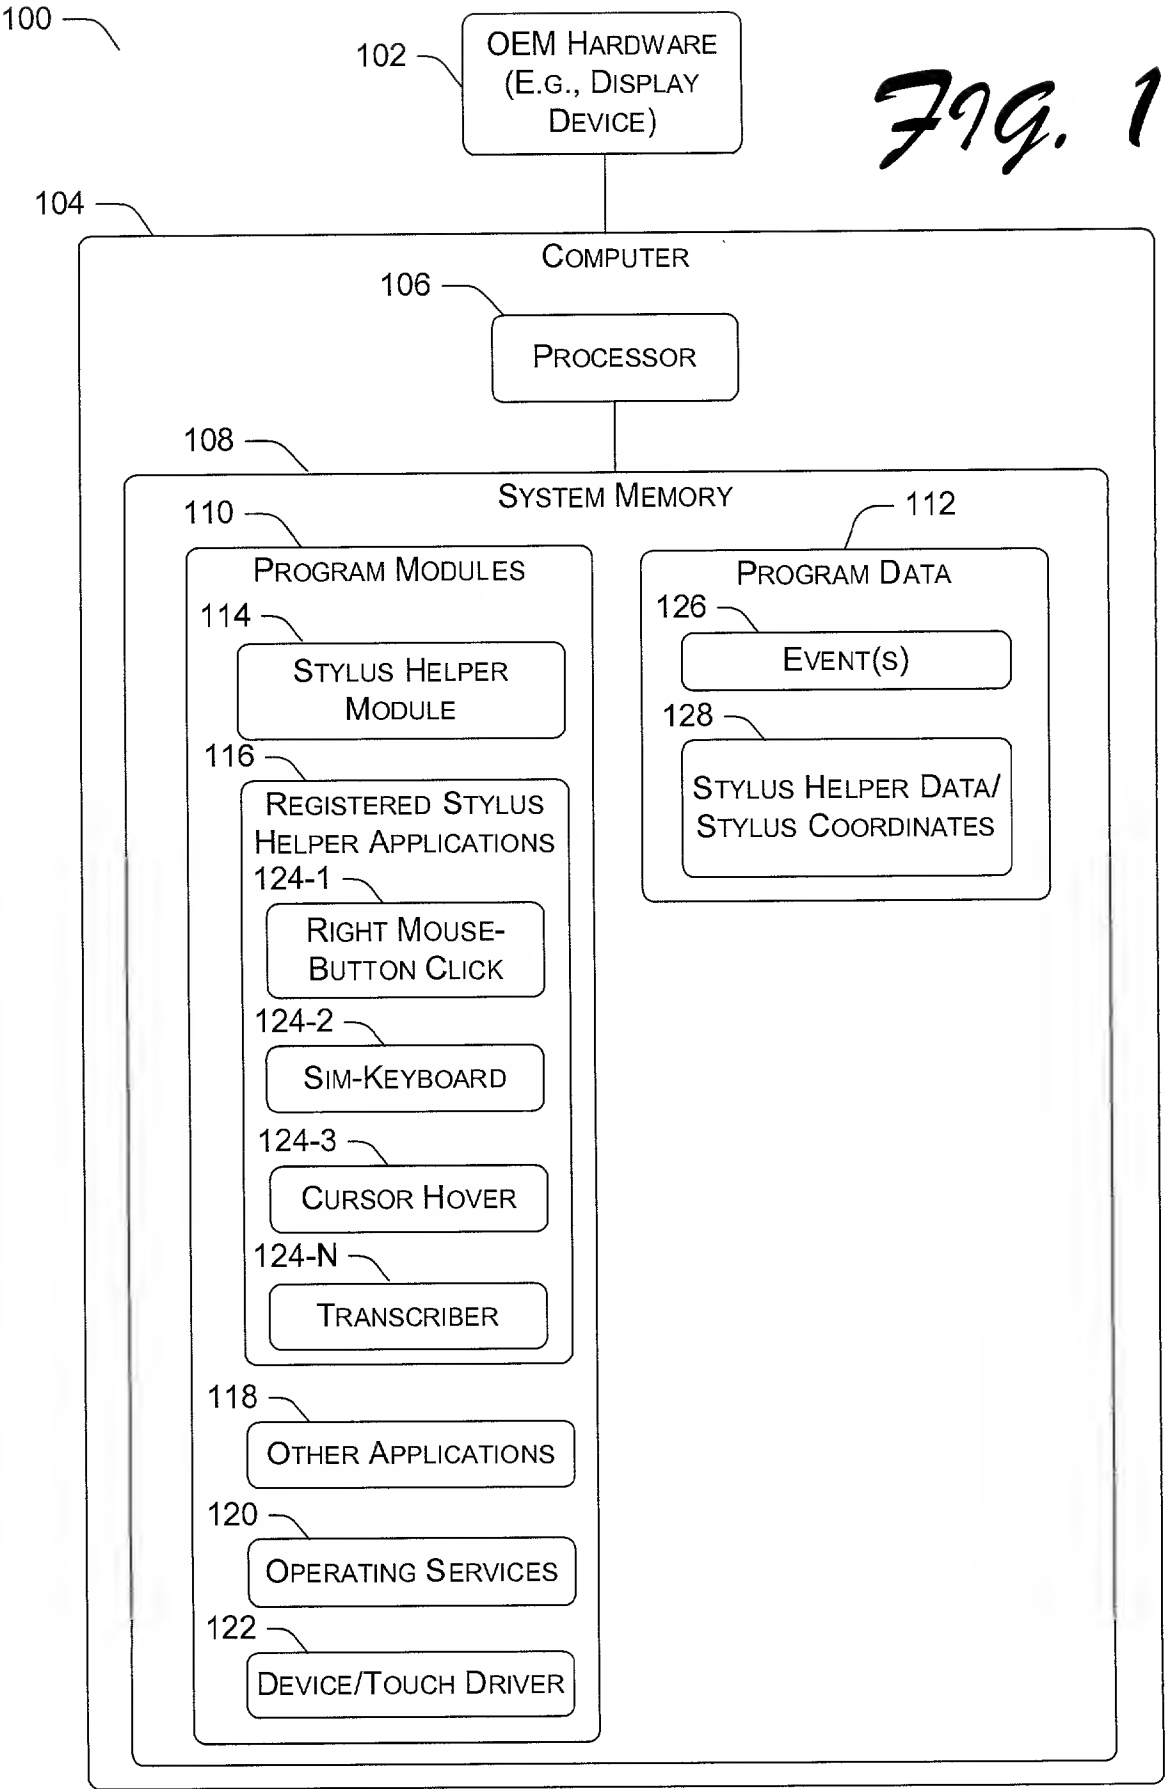 100
102
OEM HARDWARE
(E.G., DISPLAY
DEVICE)
FIG. 1
104
COMPUTER
106
PROCESSOR
108
SYSTEM MEMORY
110
PROGRAM MODULES
114
STYLUS HELPER
MODULE
116
REGISTERED STYLUS
HELPER APPLICATIONS
124-1
RIGHT MOUSE-
BUTTON CLICK
124-2
SIM-KEYBOARD
124-3
CURSOR HOVER
124-N
TRANSCRIBER
118
OTHER APPLICATIONS
120
OPERATING SERVICES
122
DEVICE/TOUCH DRIVER
112
PROGRAM DATA
126
EVENT(S)
128
STYLUS HELPER DATA/
STYLUS COORDINATES